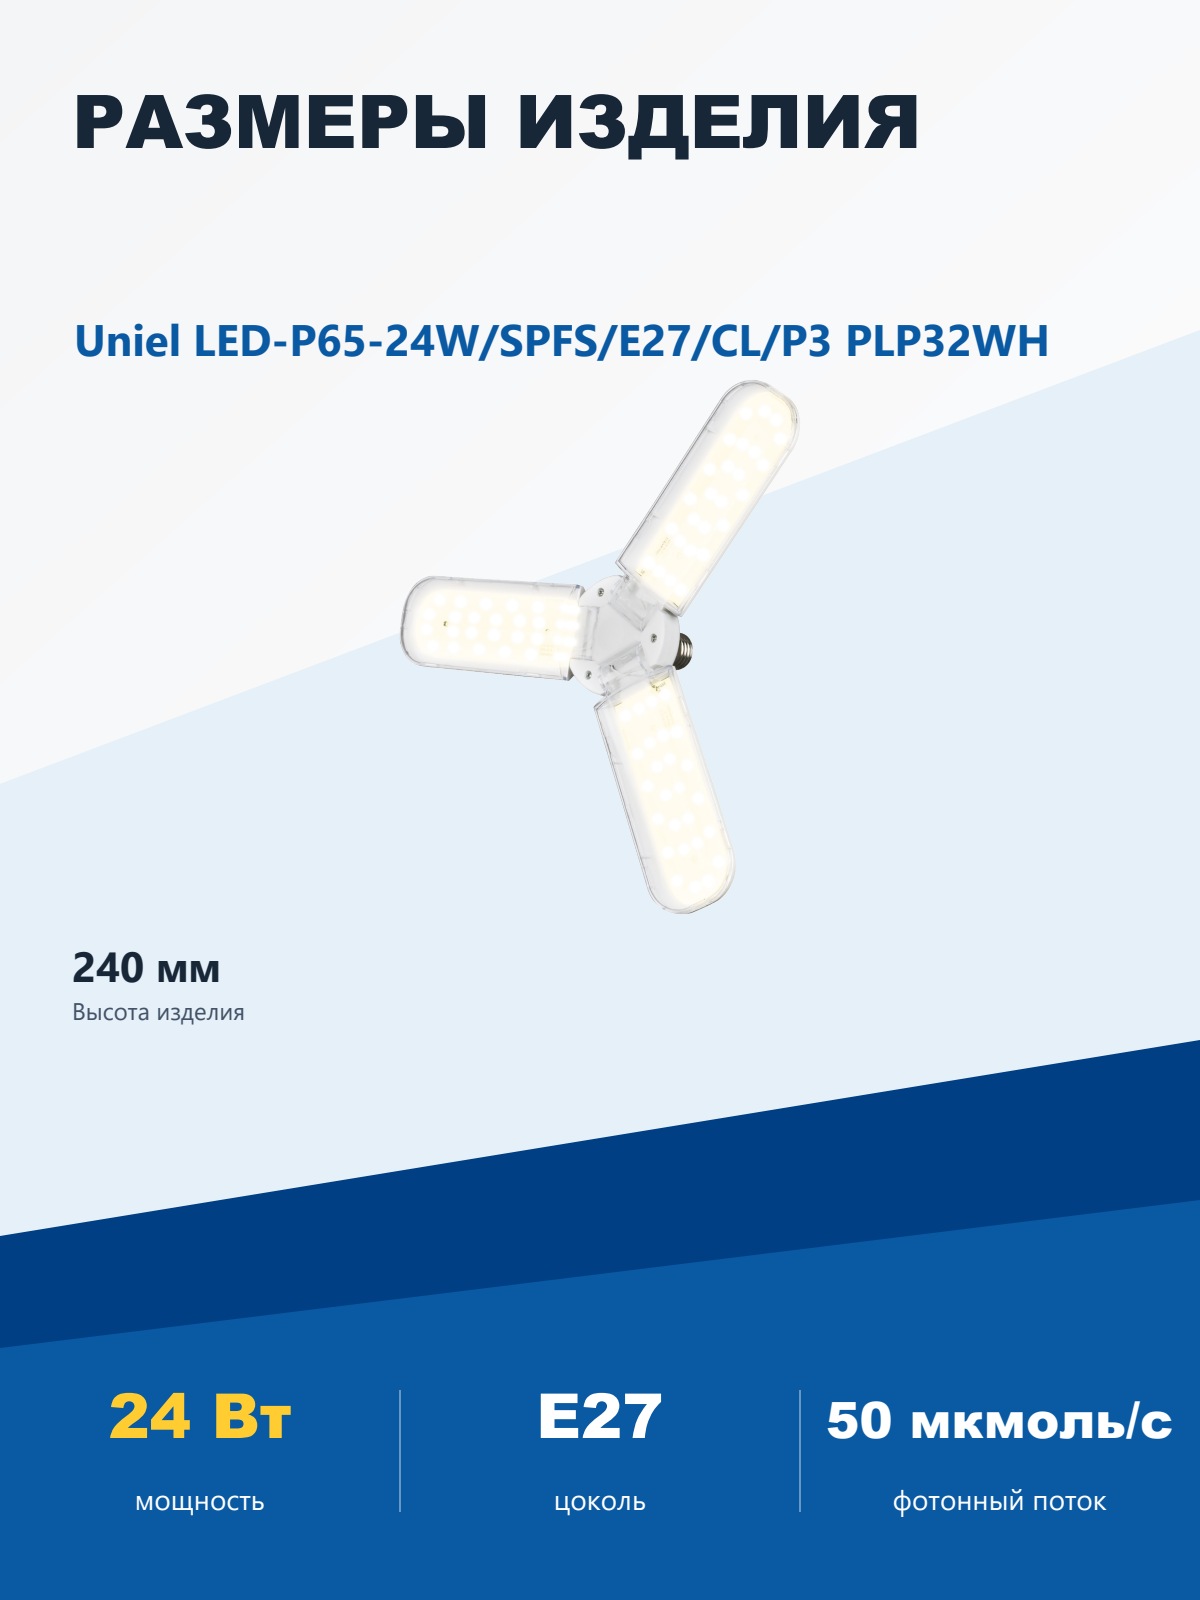 РАЗМЕРЫ ИЗДЕЛИЯ
Uniel LED-P65-24W/SPFS/E27/CL/P3 PLP32WH
240 мм
Высота изделия
24 Вт
E27
50 мкмоль/с
мощность
цоколь
фотонный поток